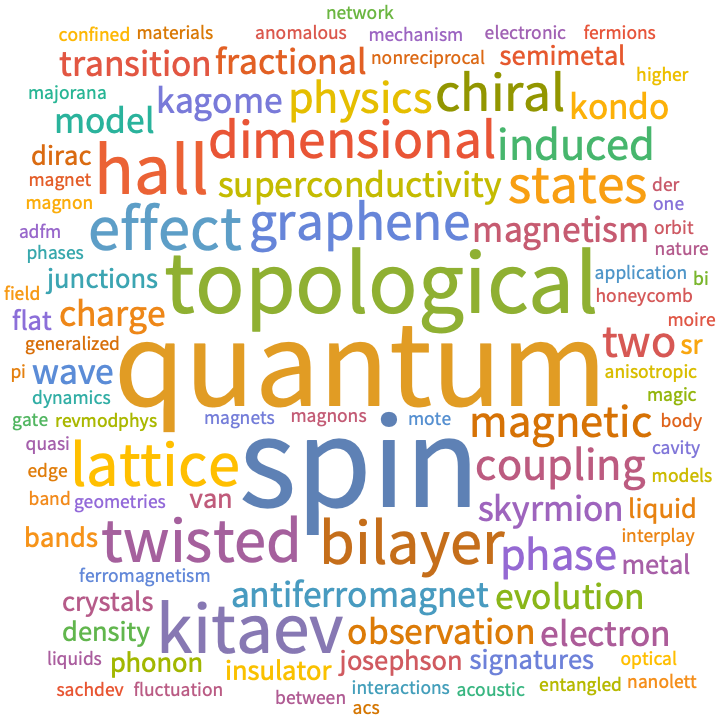 network
confined materials anomalous mechanism electronic fermions
transition fractional nonreciprocal semimetal
higher
majorana kagome physics chiral kondo
model
dirac hall dimensional induced
magnet superconductivity states der
magnon one
adfm effect graphene magnetism orbit
phases nature
junctions topological application bi
field honeycomb
flat charge moire
generalized two sr
pi wave quantum anisotropic
dynamics magic
gate revmodphys magnets magnons mote magnetic body
quasi cavity
edge lattice spin coupling models
band geometries van skyrmion liquid
bands twisted bilayer phase interplay
metal
ferromagnetism
crystals antiferromagnet evolution
density kitaev observation electron
liquids phonon insulator josephson signatures optical
sachdev fluctuation between interactions acoustic entangled nanolett
acs